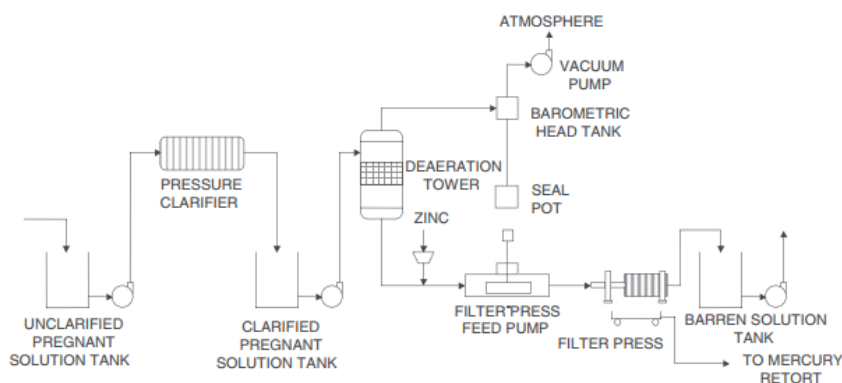 ATMOSPHERE
VACUUM
PUMP
BAROMETRIC
HEAD TANK
DEAERATION
TOWER
PRESSURE
CLARIFIER
SEAL
POT
ZINC
UNCLARIFIED
PREGNANT
SOLUTION TANK
CLARIFIED
PREGNANT
SOLUTION TANK
FILTER PRESS
FEED PUMP
FILTER PRESS
BARREN SOLUTION
TANK
TO MERCURY
RETORT